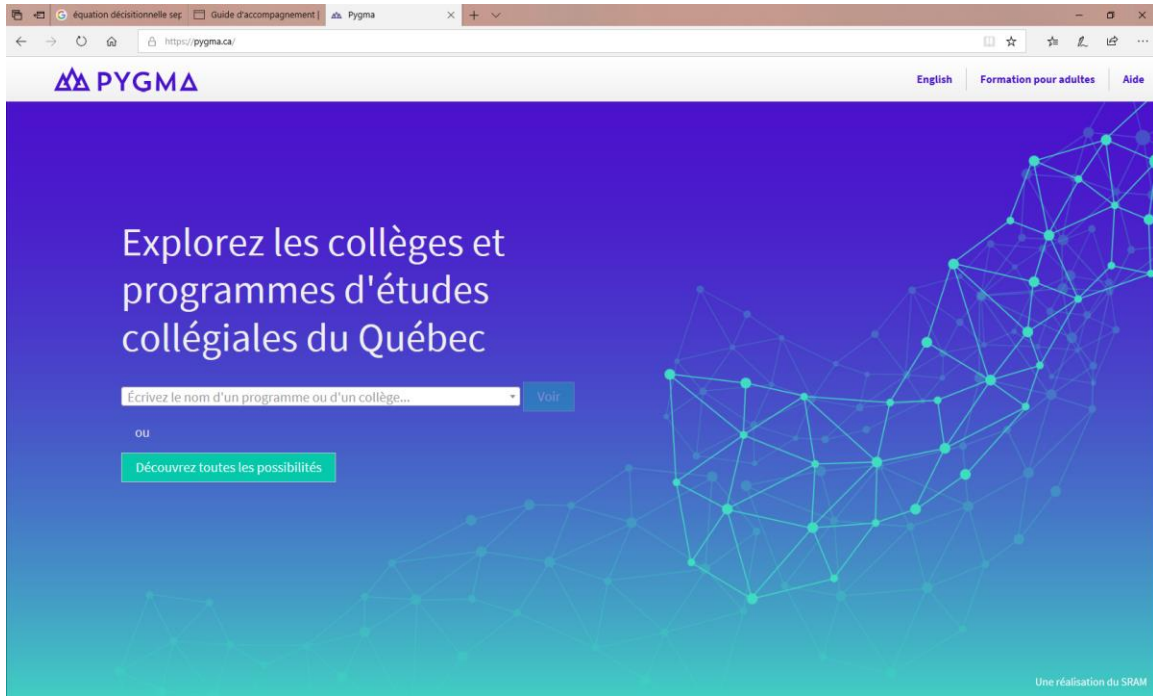 équation décisitionnelle sep
Guide d'accompagnement |
Pygma
https://pygma.ca/
PYGMA
English
Formation pour adultes
Aide
Explorez les collèges et
programmes d'études
collégiales du Québec
Écrivez le nom d'un programme ou d'un collège...
Voir
ou
Découvrez toutes les possibilités
Une réalisation du SRAM